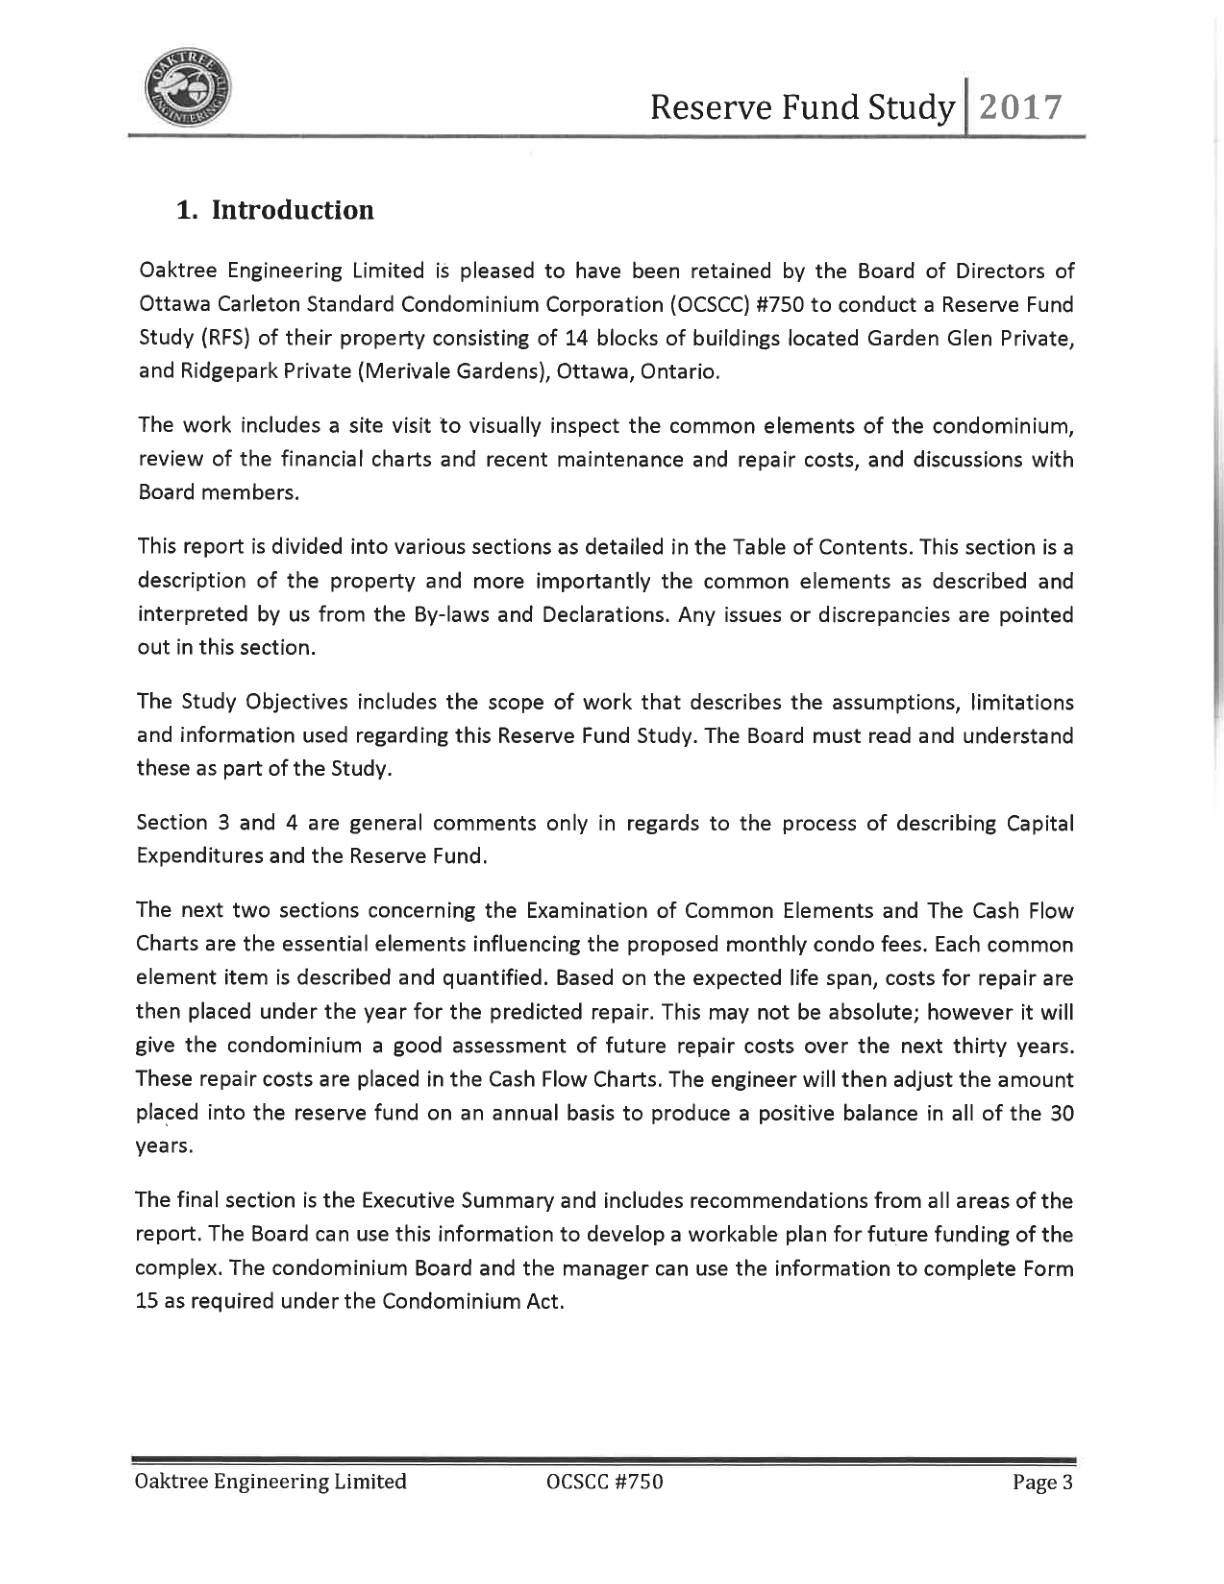 OAKTREE
ENGINEERING LTD
Reserve Fund Study 2017
1. Introduction
Oaktree Engineering Limited is pleased to have been retained by the Board of Directors of
Ottawa Carleton Standard Condominium Corporation (OCSCC) #750 to conduct a Reserve Fund
Study (RFS) of their property consisting of 14 blocks of buildings located Garden Glen Private,
and Ridgepark Private (Merivale Gardens), Ottawa, Ontario.
The work includes a site visit to visually inspect the common elements of the condominium,
review of the financial charts and recent maintenance and repair costs, and discussions with
Board members.
This report is divided into various sections as detailed in the Table of Contents. This section is a
description of the property and more importantly the common elements as described and
interpreted by us from the By-laws and Declarations. Any issues or discrepancies are pointed
out in this section.
The Study Objectives includes the scope of work that describes the assumptions, limitations
and information used regarding this Reserve Fund Study. The Board must read and understand
these as part of the Study.
Section 3 and 4 are general comments only in regards to the process of describing Capital
Expenditures and the Reserve Fund.
The next two sections concerning the Examination of Common Elements and The Cash Flow
Charts are the essential elements influencing the proposed monthly condo fees. Each common
element item is described and quantified. Based on the expected life span, costs for repair are
then placed under the year for the predicted repair. This may not be absolute; however it will
give the condominium a good assessment of future repair costs over the next thirty years.
These repair costs are placed in the Cash Flow Charts. The engineer will then adjust the amount
placed into the reserve fund on an annual basis to produce a positive balance in all of the 30
years.
The final section is the Executive Summary and includes recommendations from all areas of the
report. The Board can use this information to develop a workable plan for future funding of the
complex. The condominium Board and the manager can use the information to complete Form
15 as required under the Condominium Act.
Oaktree Engineering Limited OCSCC #750 Page 3